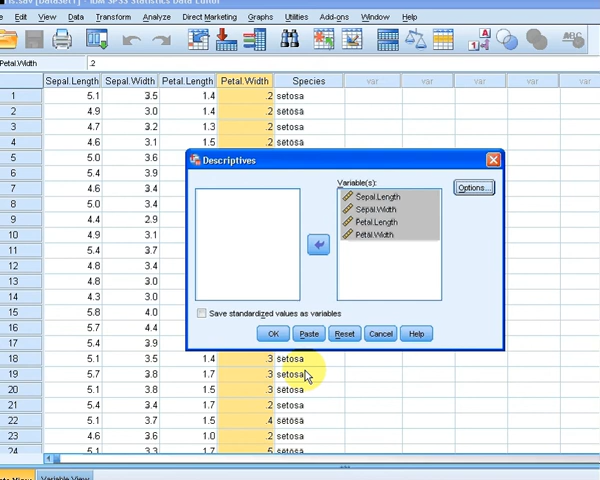 Edit View Data Transform Analyze Direct Marketing Graphs Utilities Add-ons Window Help
Petal.Width .2
Sepal.Length Sepal.Width Petal.Length Petal.Width Species var var var var
1 5.1 3.5 1.4 .2 setosa
2 4.9 3.0 1.4 .2 setosa
3 4.7 3.2 1.3 .2 setosa
4 4.6 3.1 1.5 .2 setosa
5 5.0 3.6
6 5.4 3.9
7 4.6 3.4
8 5.0 3.4
9 4.4 2.9
10 4.9 3.1
11 5.4 3.7
12 4.8 3.4
13 4.8 3.0
14 4.3 3.0
15 5.8 4.0
16 5.7 4.4
17 5.4 3.9
Descriptives
Variable(s):
Sepal.Length
Sepal.Width
Petal.Length
Petal.Width
Options...
Save standardized values as variables
OK Paste Reset Cancel Help
18 5.1 3.5 1.4 .3 setosa
19 5.7 3.8 1.7 .3 setosa
20 5.1 3.8 1.5 .3 setosa
21 5.4 3.4 1.7 .2 setosa
22 5.1 3.7 1.5 .4 setosa
23 4.6 3.6 1.0 .2 setosa
24 5.1 3.3 1.7 .5 setosa
Variable View